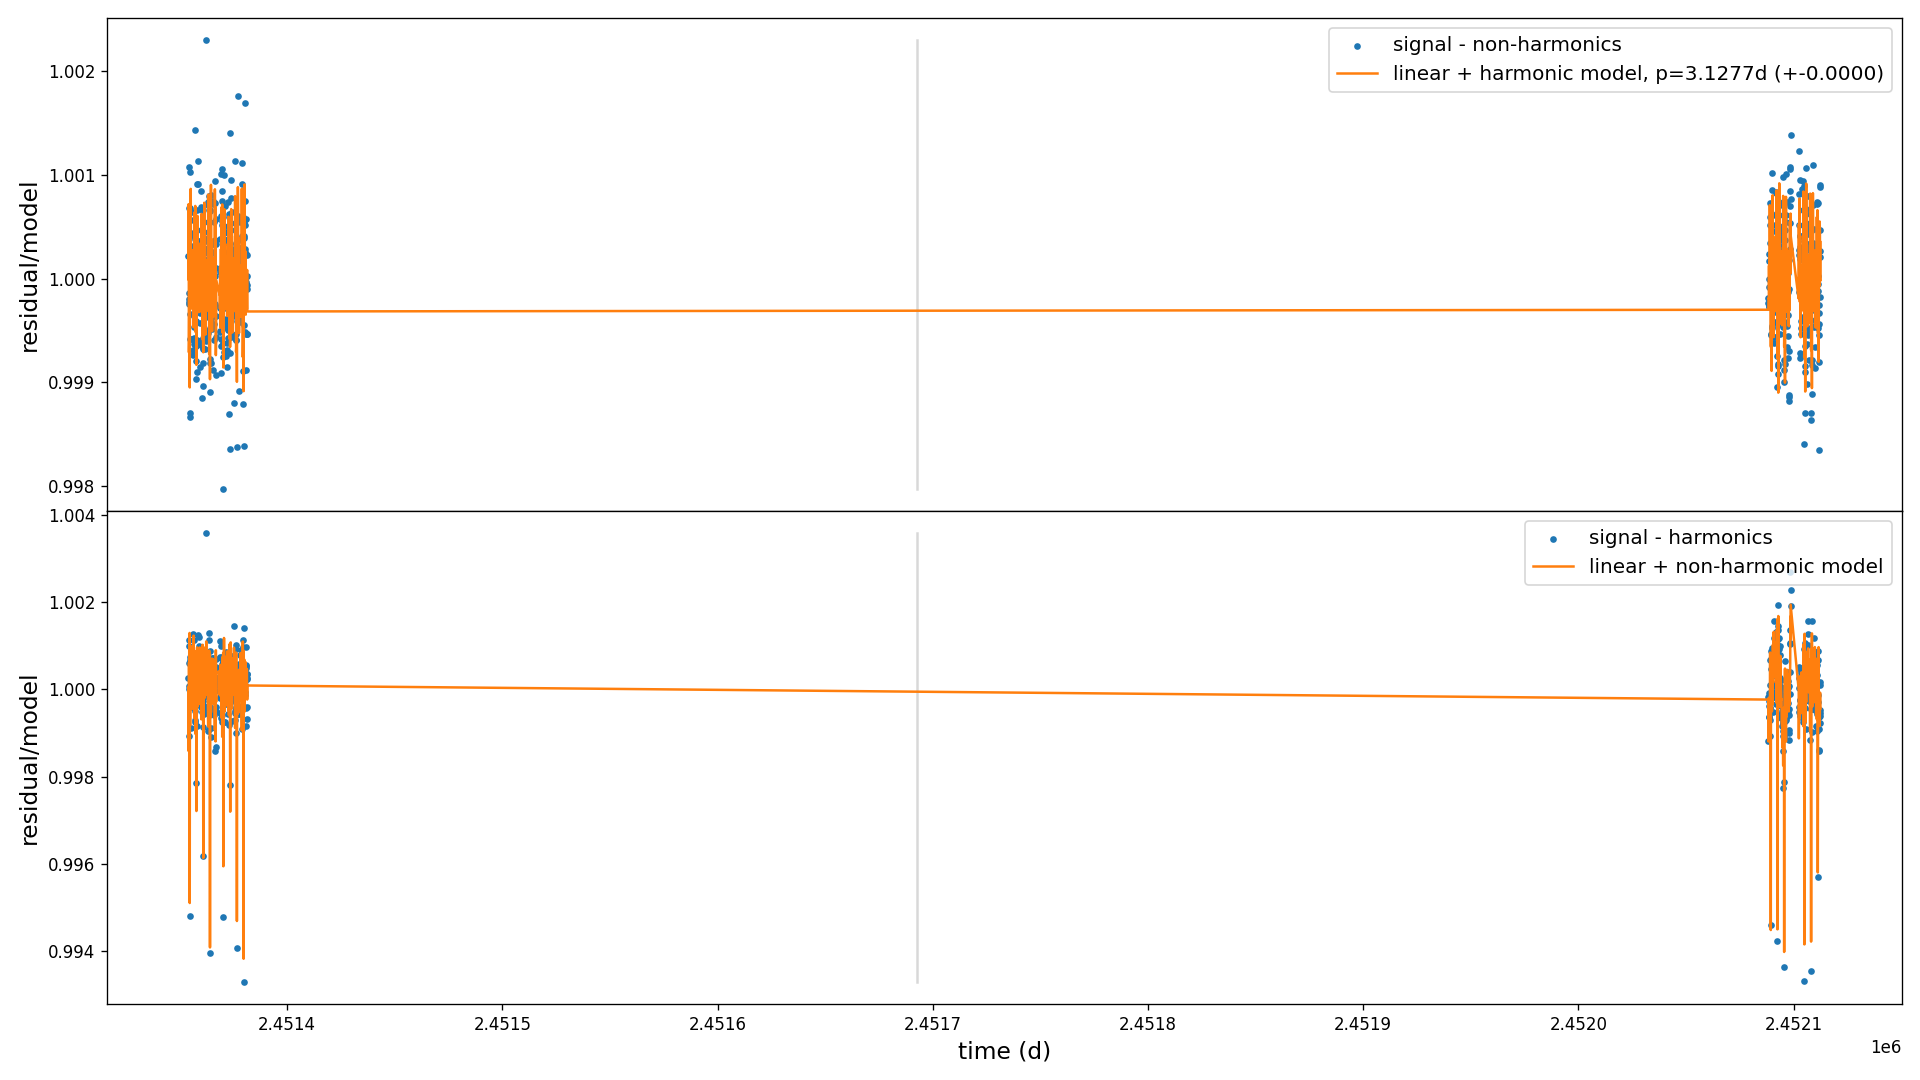 signal - non-harmonics
linear + harmonic model, p=3.1277d (+-0.0000)
residual/model
1.002
1.001
1.000
0.999
0.998
signal - harmonics
linear + non-harmonic model
residual/model
1.004
1.002
1.000
0.998
0.996
0.994
2.4514 2.4515 2.4516 2.4517 2.4518 2.4519 2.4520 2.4521
1e6
time (d)